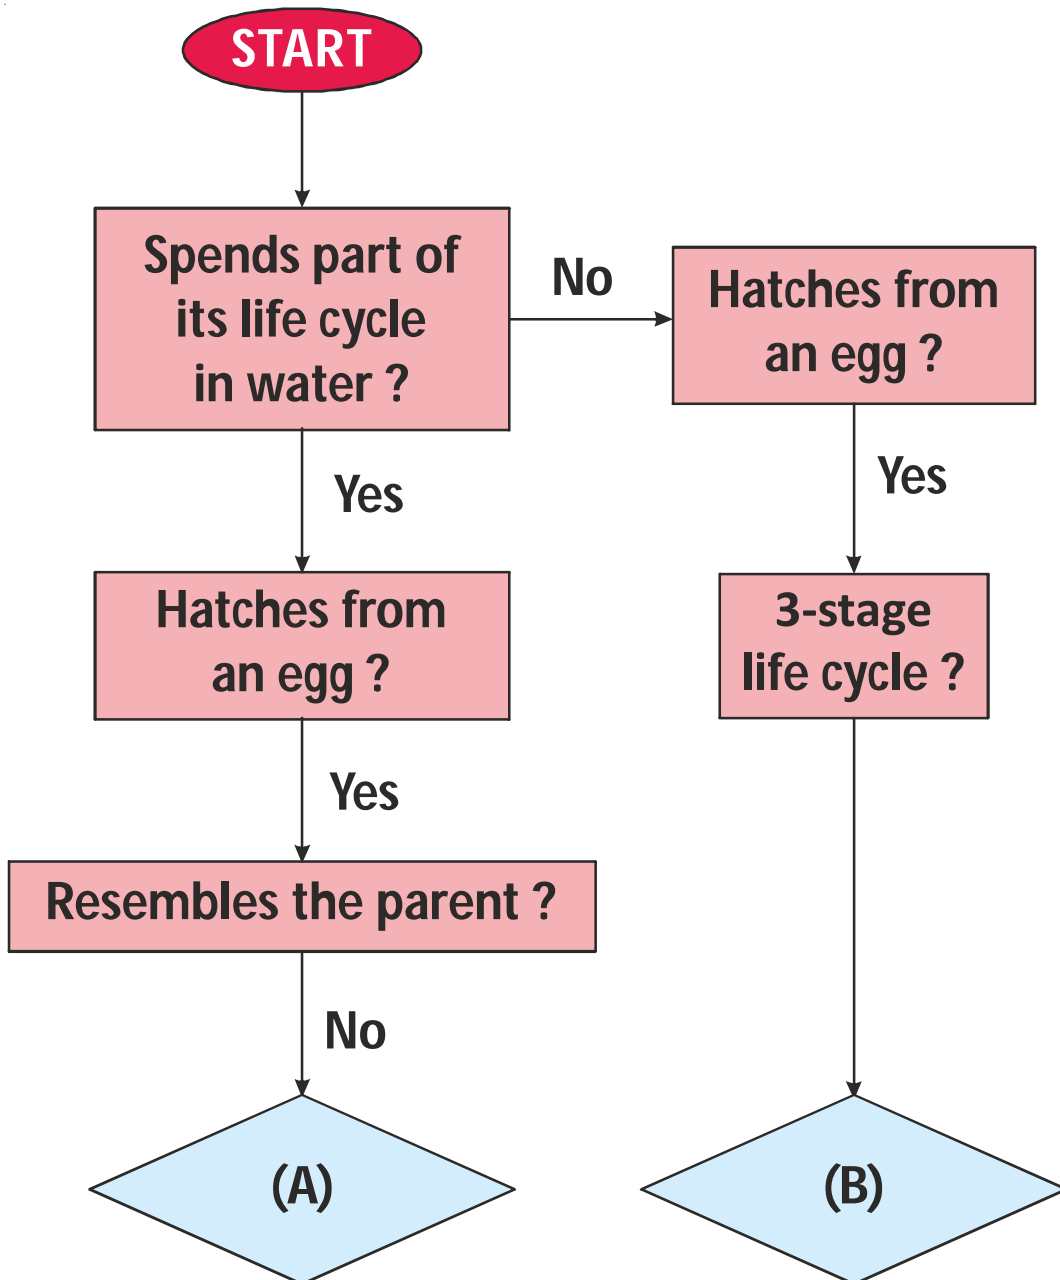 START
Spends part of
its life cycle
in water ?
No
Hatches from
an egg ?
Yes
Yes
Hatches from
an egg ?
3-stage
life cycle ?
Yes
Resembles the parent ?
No
(A)
(B)